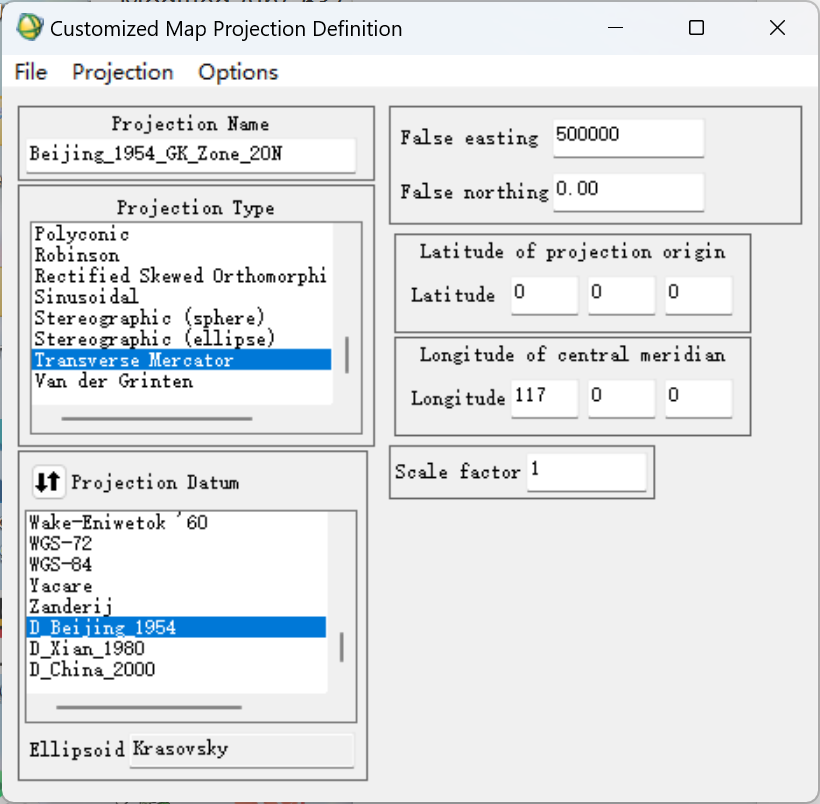 Customized Map Projection Definition
File Projection Options
Projection Name
Beijing_1954_GK_Zone_20N
Projection Type
Polyconic
Robinson
Rectified Skewed Orthomorphi
Sinusoidal
Stereographic (sphere)
Stereographic (ellipse)
Transverse Mercator
Van der Grinten
Projection Datum
Wake-Eniwetok '60
WGS-72
WGS-84
Yacare
Zanderij
D_Beijing_1954
D_Xian_1980
D_China_2000
Ellipsoid Krasovsky
False easting 500000
False northing 0.00
Latitude of projection origin
Latitude 0 0 0
Longitude of central meridian
Longitude 117 0 0
Scale factor 1